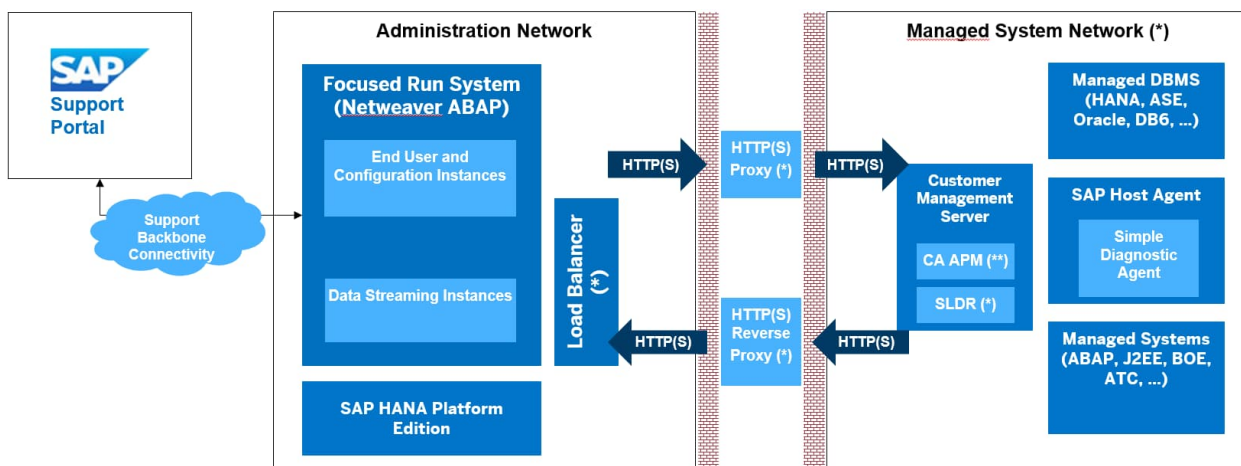 SAP
Support
Portal
Support
Backbone
Connectivity
Administration Network
Focused Run System
(Netweaver ABAP)
End User and
Configuration Instances
Data Streaming Instances
Load Balancer
(*)
SAP HANA Platform
Edition
HTTP(S)
HTTP(S)
Proxy (*)
HTTP(S)
HTTP(S)
HTTP(S)
Reverse
Proxy (*)
HTTP(S)
Managed System Network (*)
Customer
Management
Server
CA APM (**)
SLDR (*)
Managed DBMS
(HANA, ASE,
Oracle, DB6, ...)
SAP Host Agent
Simple
Diagnostic
Agent
Managed Systems
(ABAP, J2EE, BOE,
ATC, ...)